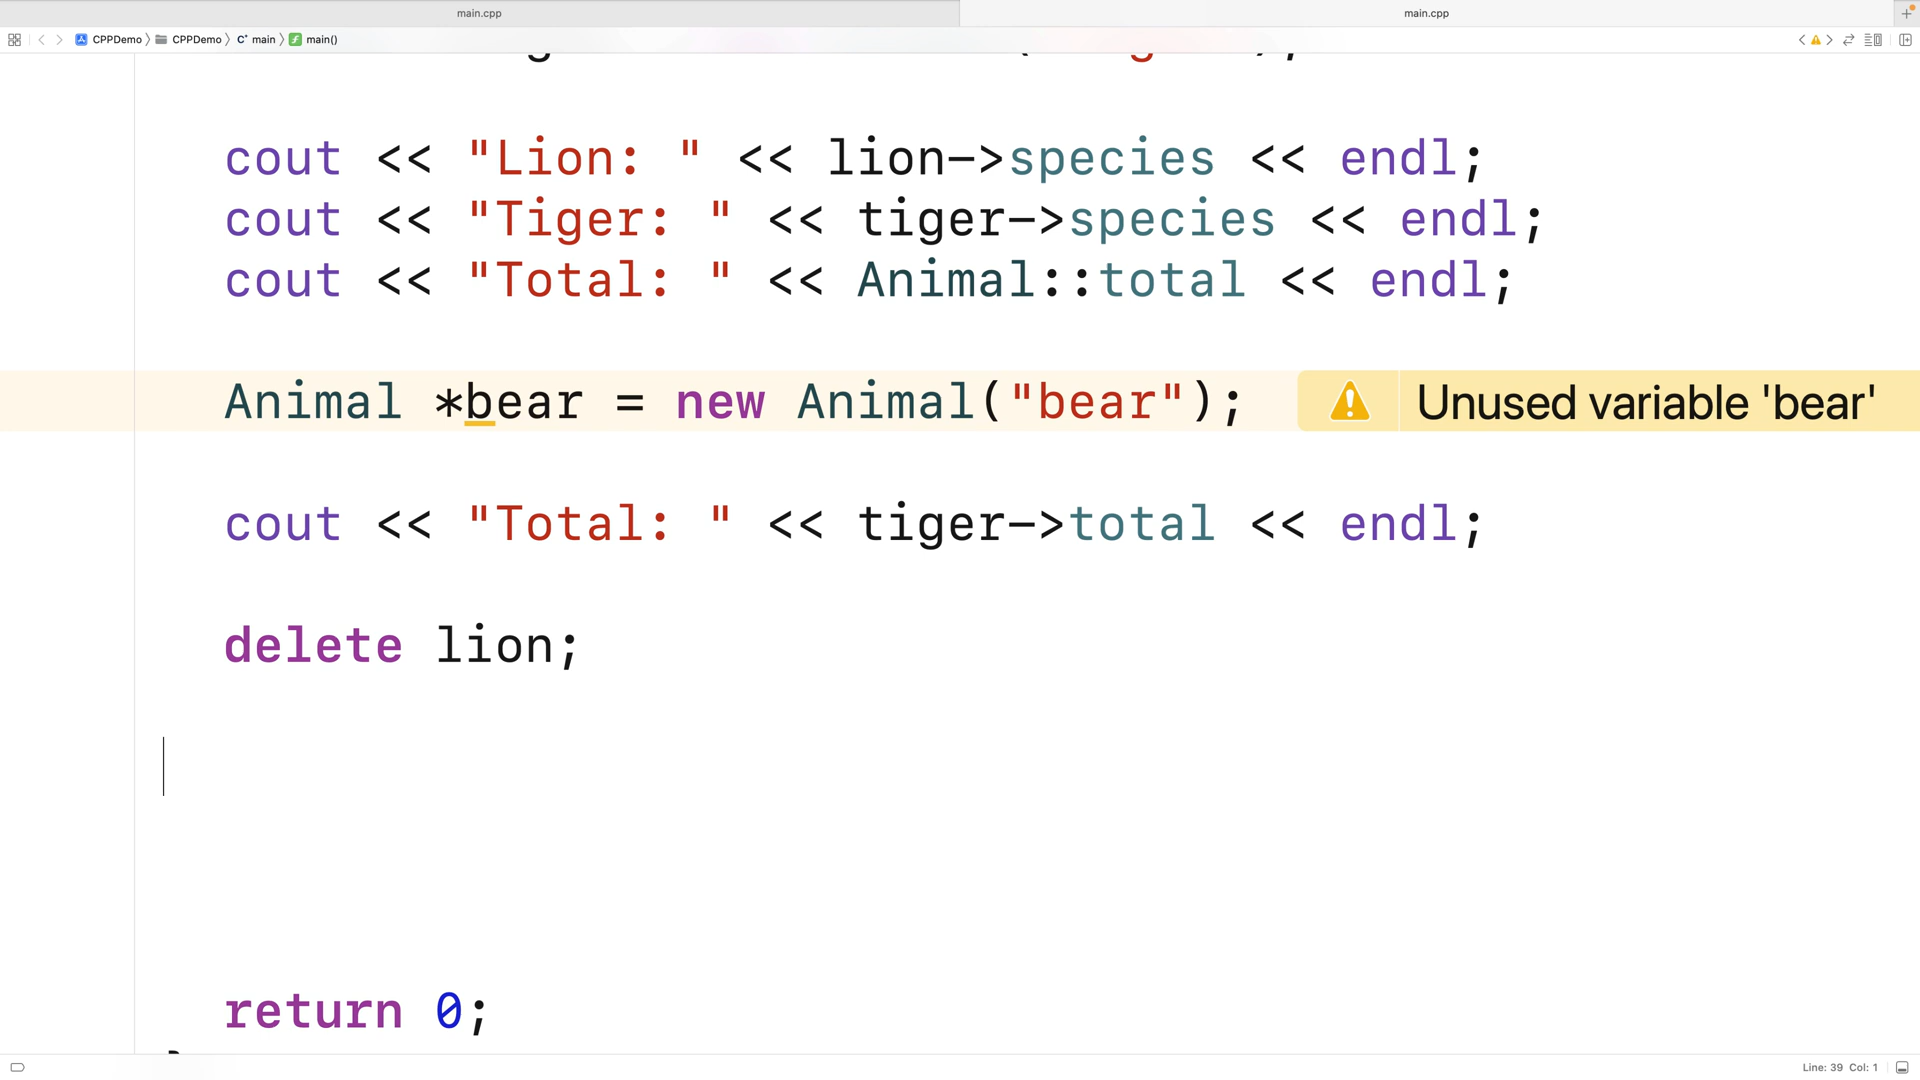 main.cpp
main.cpp
CPPDemo
CPPDemo
main
main()
cout << "Lion: " << lion->species << endl;
cout << "Tiger: " << tiger->species << endl;
cout << "Total: " << Animal::total << endl;
Animal *bear = new Animal("bear");
Unused variable 'bear'
cout << "Total: " << tiger->total << endl;
delete lion;
return 0;
Line: 39 Col: 1